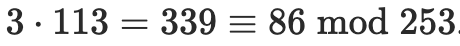 3 · 113 = 339 ≡ 86 mod 253.